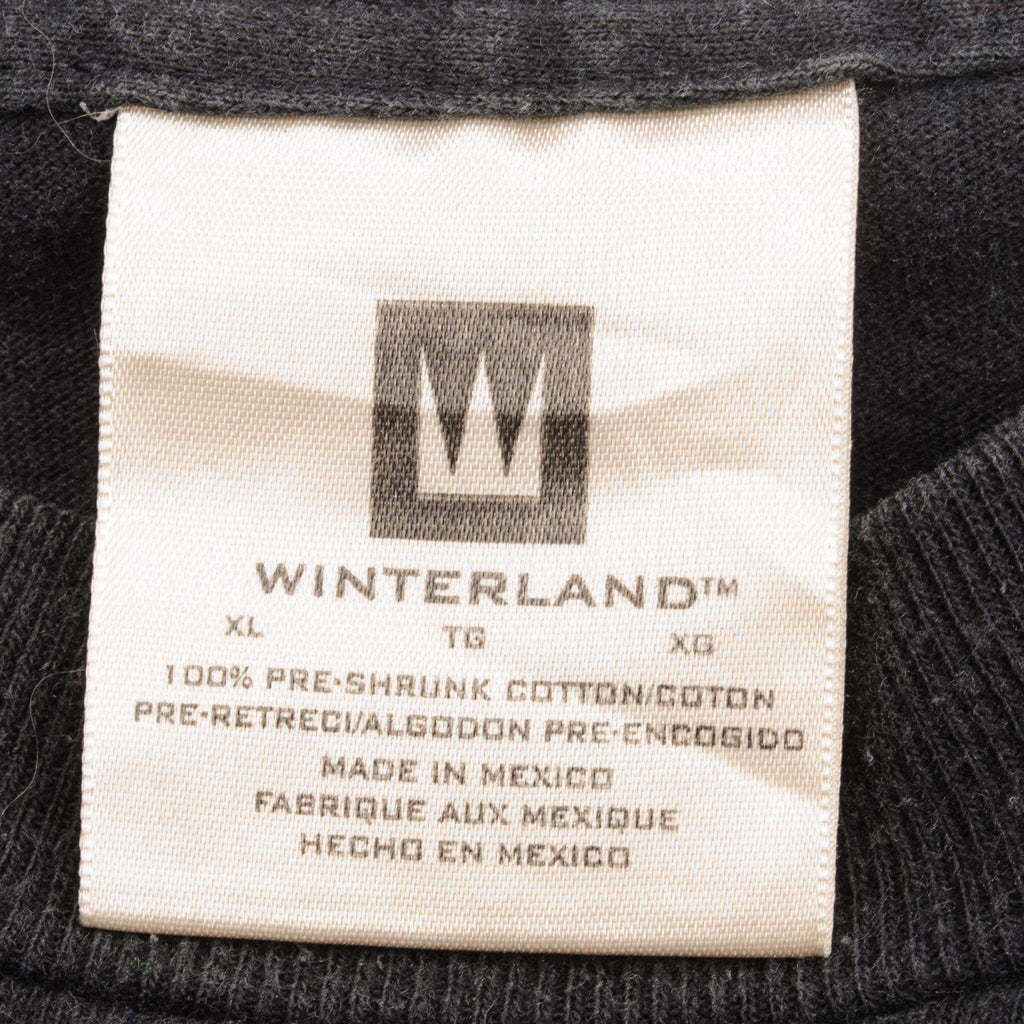 W
WINTERLAND™
XL TG XG
100% PRE-SHRUNK COTTON/COTON
PRE-RETRECI/ALGODON PRE-ENCOGIDO
MADE IN MEXICO
FABRIQUE AUX MEXIQUE
HECHO EN MEXICO